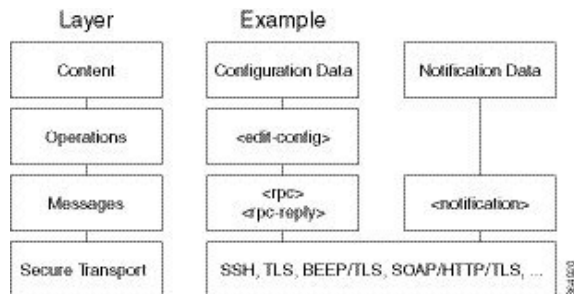 Layer
Example
Content
Configuration Data
Notification Data
Operations
<edit-config>
Messages
<rpc>
<rpc-reply>
<notification>
Secure Transport
SSH, TLS, BEEP/TLS, SOAP/HTTP/TLS, ...